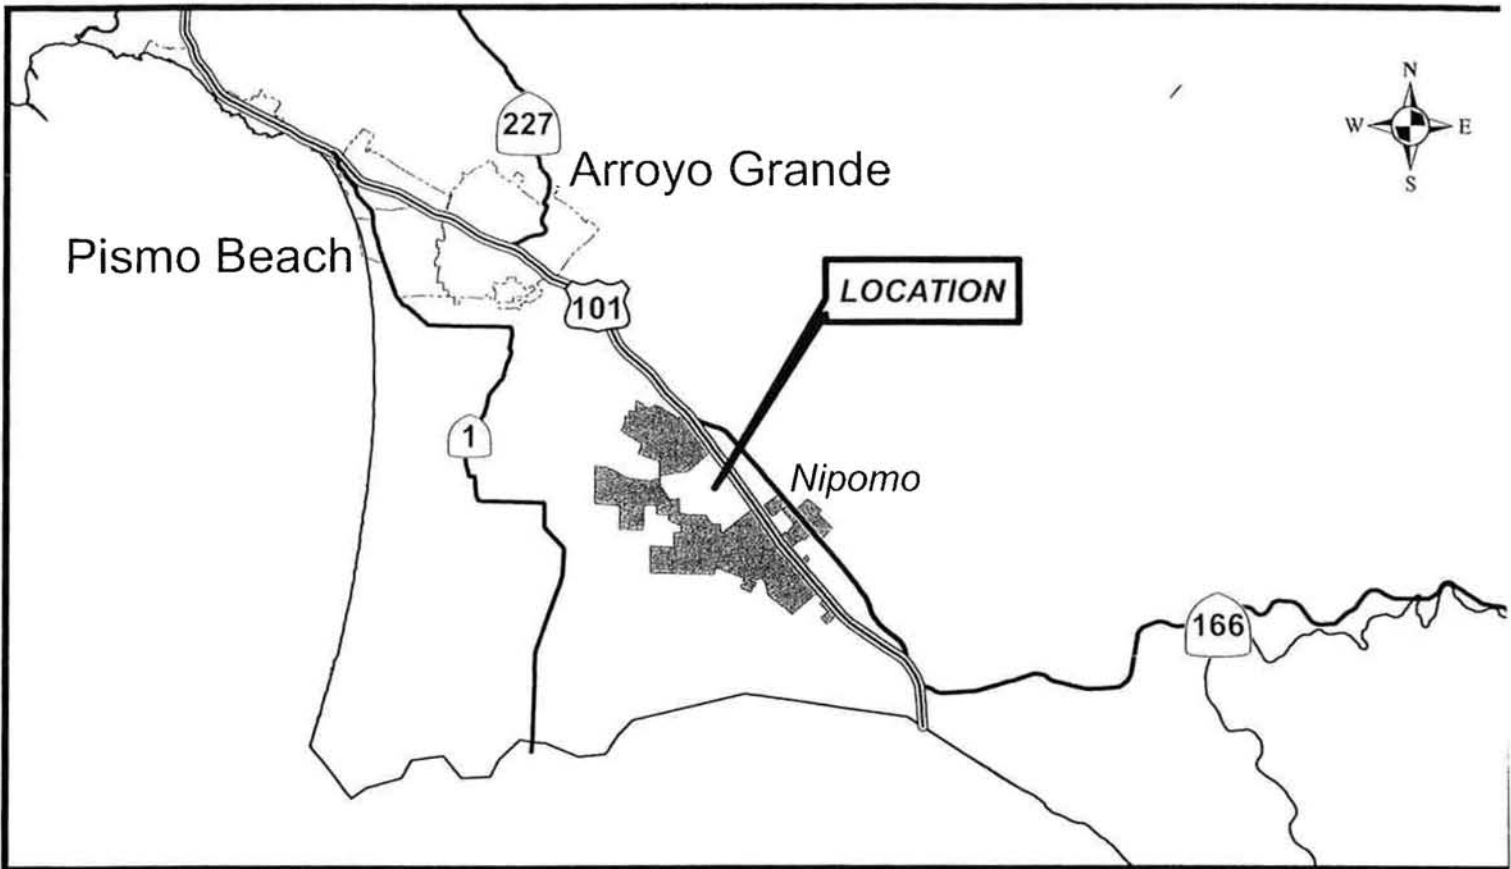 N
W E
S
227
Arroyo Grande
Pismo Beach
LOCATION
101
1
Nipomo
166